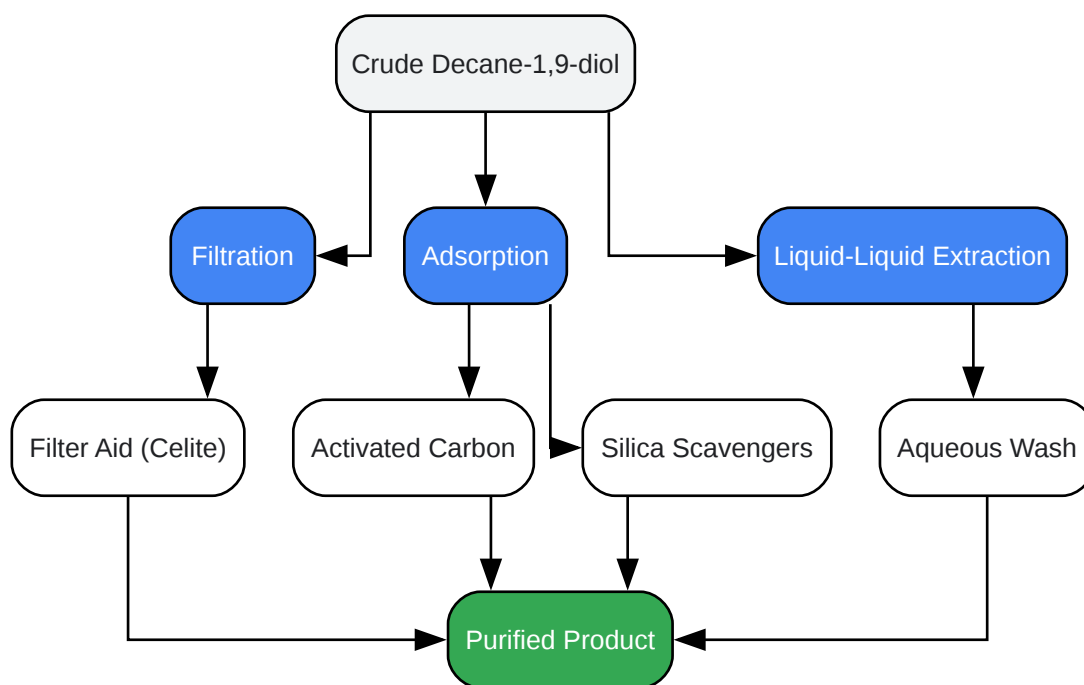 Crude Decane-1,9-diol
Filtration
Adsorption
Liquid-Liquid Extraction
Filter Aid (Celite)
Activated Carbon
Silica Scavengers
Aqueous Wash
Purified Product